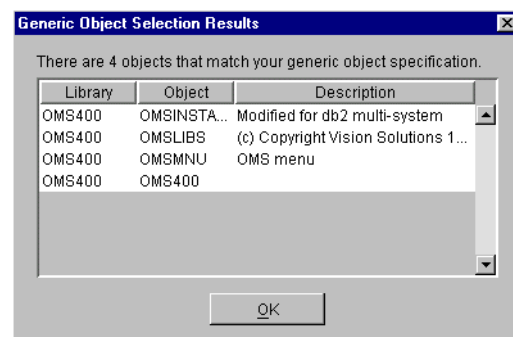 Generic Object Selection Results
There are 4 objects that match your generic object specification.
Library Object Description
OMS400 OMSINSTA... Modified for db2 multi-system
OMS400 OMSLIBS (c) Copyright Vision Solutions 1...
OMS400 OMSMNU OMS menu
OMS400 OMS400
OK